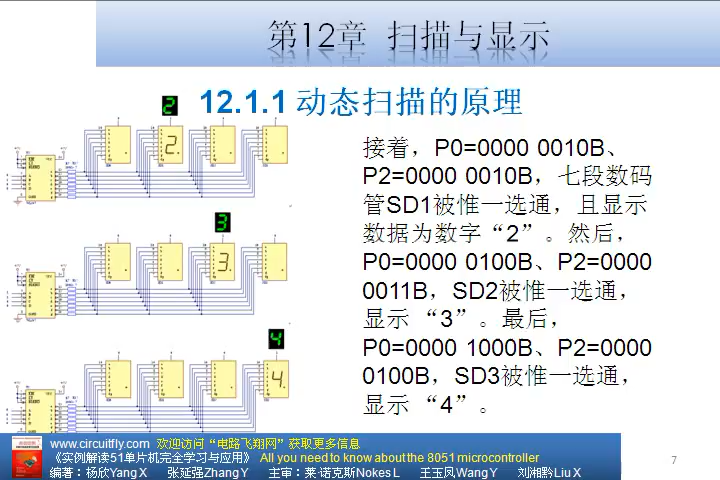 第12章 扫描与显示
12.1.1 动态扫描的原理
接着，P0=0000 0010B、
P2=0000 0010B，七段数码
管SD1被惟一选通，且显示
数据为数字“2”。然后，
P0=0000 0100B、P2=0000
0011B，SD2被惟一选通，
显示 “3”。最后，
P0=0000 1000B、P2=0000
0100B，SD3被惟一选通，
显示 “4”。
2
2.
3
3.
4
4.
www.circuitfly.com 欢迎访问“电路飞翔网”获取更多信息
《实例解读51单片机完全学习与应用》 All you need to know about the 8051 microcontroller
编著：杨欣Yang X 张延强Zhang Y 主审：莱·诺克斯Nokes L 王玉凤Wang Y 刘湘黔Liu X
7